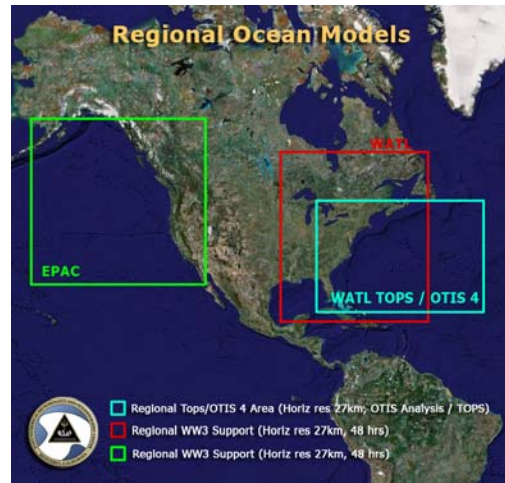 Regional Ocean Models
WATL
EPAC
WATL TOPS / OTIS 4
Regional Tops/OTIS 4 Area (Horiz res 27km, OTIS Analysis / TOPS)
Regional WW3 Support (Horiz res 27km, 48 hrs)
Regional WW3 Support (Horiz res 27km, 48 hrs)